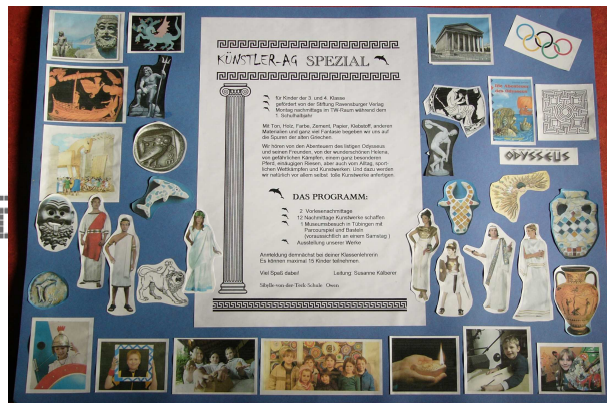 KÜNSTLER-AG SPEZIAL
für Kinder der 3. und 4. Klasse
gefördert von der Stiftung Ravensburger Verlag
Montag nachmittags im TW-Raum während dem
1. Schulhalbjahr
Mit Ton, Holz, Farbe, Zement, Papier, Klebstoff, anderen
Materialien und ganz viel Fantasie begeben wir uns auf
die Spuren der alten Griechen.
Wir hören von den Abenteuern des listigen Odysseus
und seinen Freunden, von der wunderschönen Helena,
von gefährlichen Kämpfen, einem ganz besonderen
Pferd, einäugigen Riesen, aber auch vom Alltag, sport-
lichen Wettkämpfen und Kunstwerken. Und dazu werden
wir natürlich vor allem selbst tolle Kunstwerke anfertigen.
DAS PROGRAMM:
2 Vorlesenachmittage
12 Nachmittage Kunstwerke schaffen
1 Museumsbesuch in Tübingen mit
Parcourspiel und Basteln
(voraussichtlich an einem Samstag)
Ausstellung unserer Werke
Anmeldung demnächst bei deiner Klassenlehrerin
Es können maximal 15 Kinder teilnehmen.
Viel Spaß dabei! Leitung: Susanne Kälberer
Sibylle-von-der-Teck-Schule Owen
ODYSSEUS